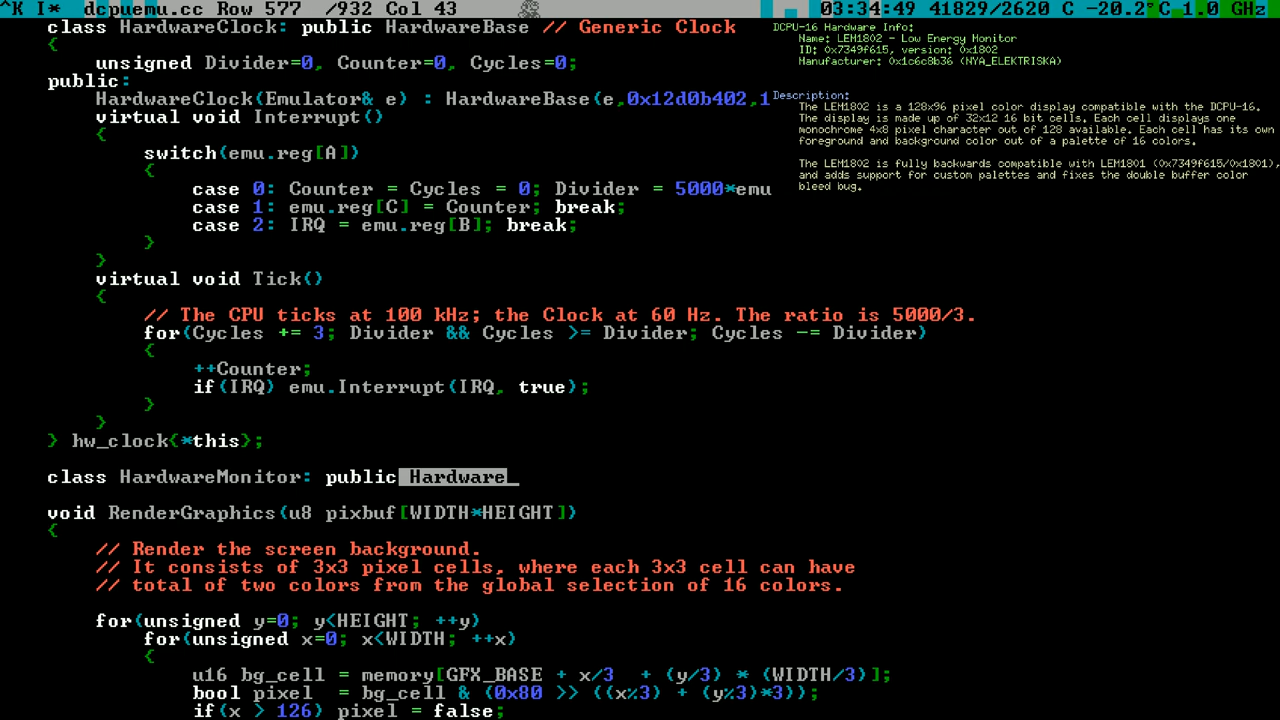 ^K I* dcpuemu.cc Row 577 /932 Col 43 03:34:49 41829/2620 C -20.2°C 1.0 GHz
class HardwareClock: public HardwareBase // Generic Clock
{
unsigned Divider=0, Counter=0, Cycles=0;
public:
HardwareClock(Emulator& e) : HardwareBase(e,0x12d0b402,1
virtual void Interrupt()
{
switch(emu.reg[A])
{
case 0: Counter = Cycles = 0; Divider = 5000*emu
case 1: emu.reg[C] = Counter; break;
case 2: IRQ = emu.reg[B]; break;
}
}
virtual void Tick()
{
// The CPU ticks at 100 kHz; the Clock at 60 Hz. The ratio is 5000/3.
for(Cycles += 3; Divider && Cycles >= Divider; Cycles -= Divider)
{
++Counter;
if(IRQ) emu.Interrupt(IRQ, true);
}
}
} hw_clock{*this};
class HardwareMonitor: public Hardware_
void RenderGraphics(u8 pixbuf[WIDTH*HEIGHT])
{
// Render the screen background.
// It consists of 3x3 pixel cells, where each 3x3 cell can have
// total of two colors from the global selection of 16 colors.
for(unsigned y=0; y<HEIGHT; ++y)
for(unsigned x=0; x<WIDTH; ++x)
{
u16 bg_cell = memory[GFX_BASE + x/3 + (y/3) * (WIDTH/3)];
bool pixel = bg_cell & (0x80 >> ((x%3) + (y%3)*3));
if(x > 126) pixel = false;
DCPU-16 Hardware Info:
Name: LEM1802 - Low Energy Monitor
ID: 0x7349f615, version: 0x1802
Manufacturer: 0x1c6c8b36 (NYA_ELEKTRISKA)
Description:
The LEM1802 is a 128x96 pixel color display compatible with the DCPU-16.
The display is made up of 32x12 16 bit cells. Each cell displays one
monochrome 4x8 pixel character out of 128 available. Each cell has its own
foreground and background color out of a palette of 16 colors.
The LEM1802 is fully backwards compatible with LEM1801 (0x7349f615/0x1801),
and adds support for custom palettes and fixes the double buffer color
bleed bug.